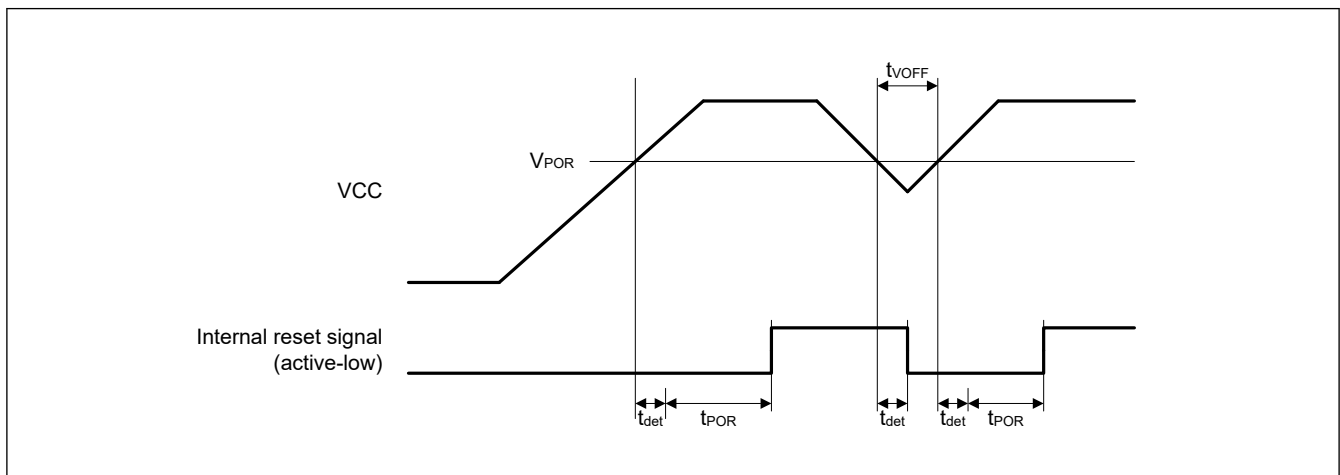 tVOFF
VPOR
VCC
Internal reset signal
(active-low)
tdet
tPOR
tdet
tdet
tPOR